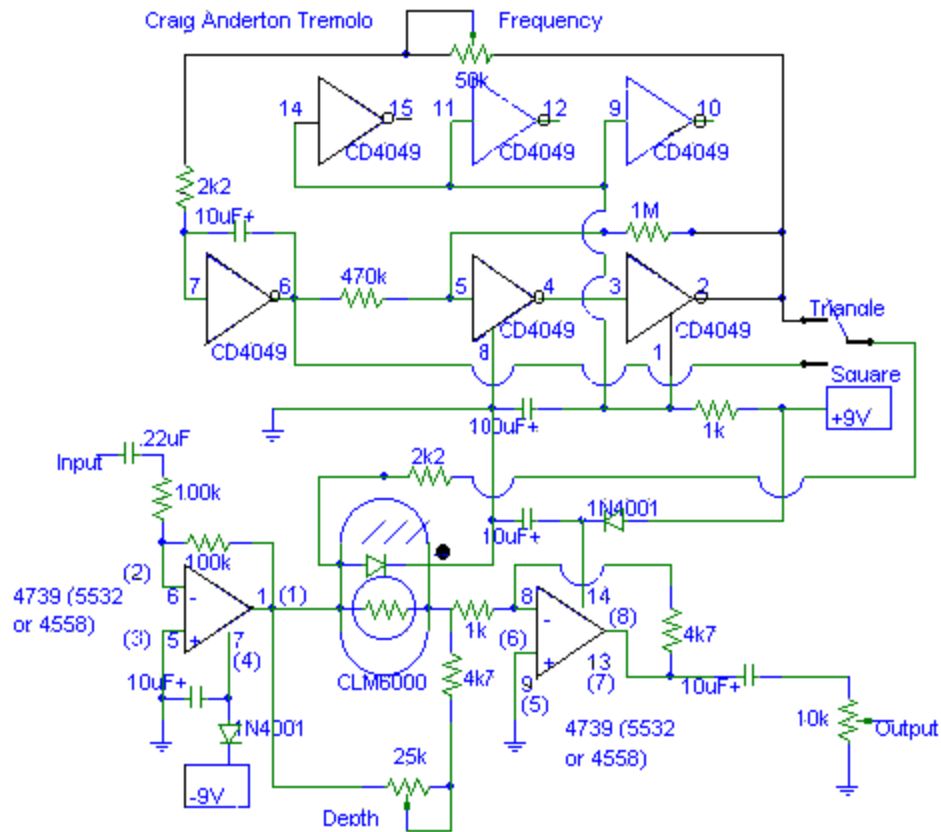 Craig Anderton Tremolo
Frequency
50k
14
15
11
12
9
10
CD4049
CD4049
CD4049
2k2
10uF+
1M
7
6
470k
5
4
3
2
CD4049
CD4049
CD4049
8
1
Triangle
Square
100uF+
1k
+9V
.22uF
Input
100k
2k2
1N4001
10uF+
100k
(2)
6
-
1
(1)
4739 (5532
or 4558)
(3)
5
+
7
(4)
8
-
14
(8)
(6)
1k
4k7
+
9
(5)
13
(7)
10uF+
CLM6000
4k7
10uF+
1N4001
4739 (5532
or 4558)
10k
Output
-9V
25k
Depth